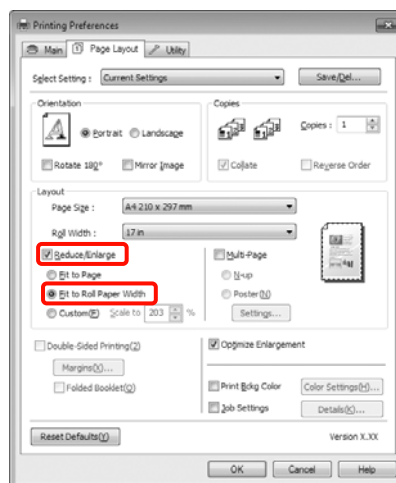 Printing Preferences
Main Page Layout Utility
Select Setting : Current Settings Save/Del...
Orientation Copies
Portrait Landscape Copies : 1
Rotate 180° Mirror Image Collate Reverse Order
Layout
Page Size : A4 210 x 297 mm
Roll Width : 17 in
Reduce/Enlarge Multi-Page
Fit to Page N-up
Fit to Roll Paper Width Poster(N)
Custom(F) Scale to 203 % Settings...
Double-Sided Printing(2) Optimize Enlargement
Margins(X)... Print Bckg Color Color Settings(H)...
Folded Booklet(Q) Job Settings Details(K)...
Reset Defaults(Y) Version X.XX
OK Cancel Help